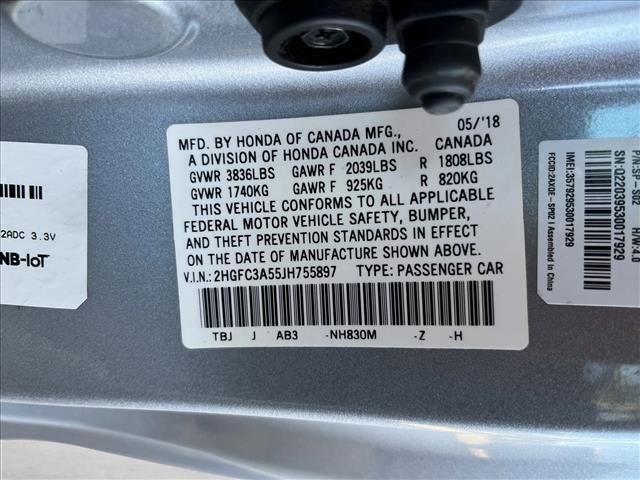 MFD. BY HONDA OF CANADA MFG., 05/'18
A DIVISION OF HONDA CANADA INC. CANADA
GVWR 3836LBS GAWR F 2039LBS R 1808LBS
GVWR 1740KG GAWR F 925KG R 820KG
THIS VEHICLE CONFORMS TO ALL APPLICABLE
FEDERAL MOTOR VEHICLE SAFETY, BUMPER,
AND THEFT PREVENTION STANDARDS IN EFFECT
ON THE DATE OF MANUFACTURE SHOWN ABOVE.
V.I.N.: 2HGFC3A55JH755897 TYPE: PASSENGER CAR
TBJ J AB3 -NH830M -Z -H
2ADC 3.3V
NB-IoT
P/N:SP-S02 H/W:4.0
SN:Q22039530017929
IMEI:357929530017929
FCCID:2AXGE-SP02 | Assembled in China